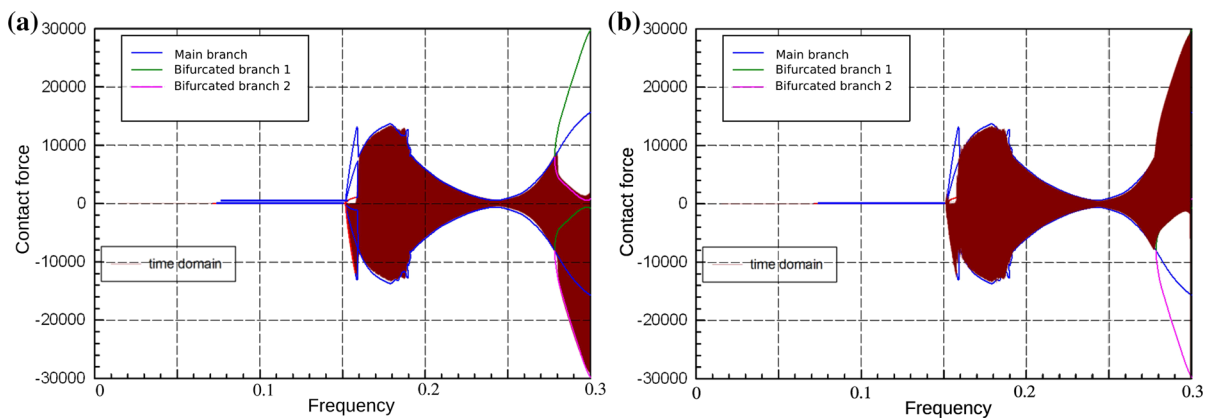 (a)
30000
20000
10000
0
-10000
-20000
-30000
Contact force
Main branch
Bifurcated branch 1
Bifurcated branch 2
time domain
0
0.1
0.2
0.3
Frequency
(b)
30000
20000
10000
0
-10000
-20000
-30000
Contact force
Main branch
Bifurcated branch 1
Bifurcated branch 2
time domain
0
0.1
0.2
0.3
Frequency